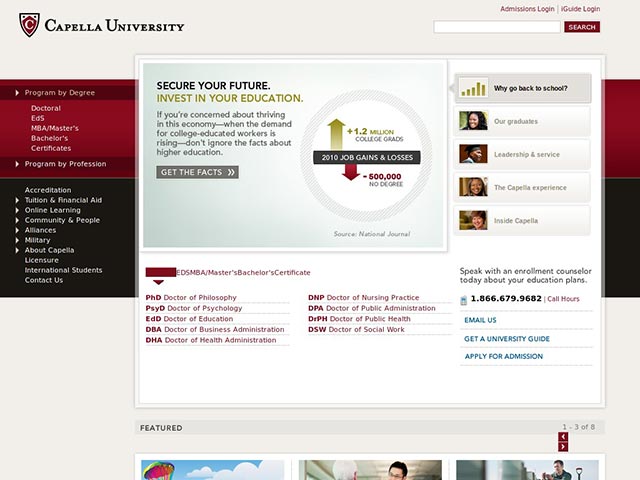 Admissions Login | iGuide Login
CAPELLA UNIVERSITY
SEARCH
Program by Degree
Doctoral
EdS
MBA/Master's
Bachelor's
Certificates
Program by Profession
Accreditation
Tuition & Financial Aid
Online Learning
Community & People
Alliances
Military
About Capella
Licensure
International Students
Contact Us
SECURE YOUR FUTURE.
INVEST IN YOUR EDUCATION.
If you're concerned about thriving
in this economy—when the demand
for college-educated workers is
rising—don't ignore the facts about
higher education.
GET THE FACTS
+1.2 MILLION
COLLEGE GRADS
2010 JOB GAINS & LOSSES
- 500,000
NO DEGREE
Source: National Journal
Why go back to school?
Our graduates
Leadership & service
The Capella experience
Inside Capella
EDSMBA/Master'sBachelor'sCertificate
PhD Doctor of Philosophy
PsyD Doctor of Psychology
EdD Doctor of Education
DBA Doctor of Business Administration
DHA Doctor of Health Administration
DNP Doctor of Nursing Practice
DPA Doctor of Public Administration
DrPH Doctor of Public Health
DSW Doctor of Social Work
Speak with an enrollment counselor
today about your education plans.
1.866.679.9682 | Call Hours
EMAIL US
GET A UNIVERSITY GUIDE
APPLY FOR ADMISSION
FEATURED
1 - 3 of 8